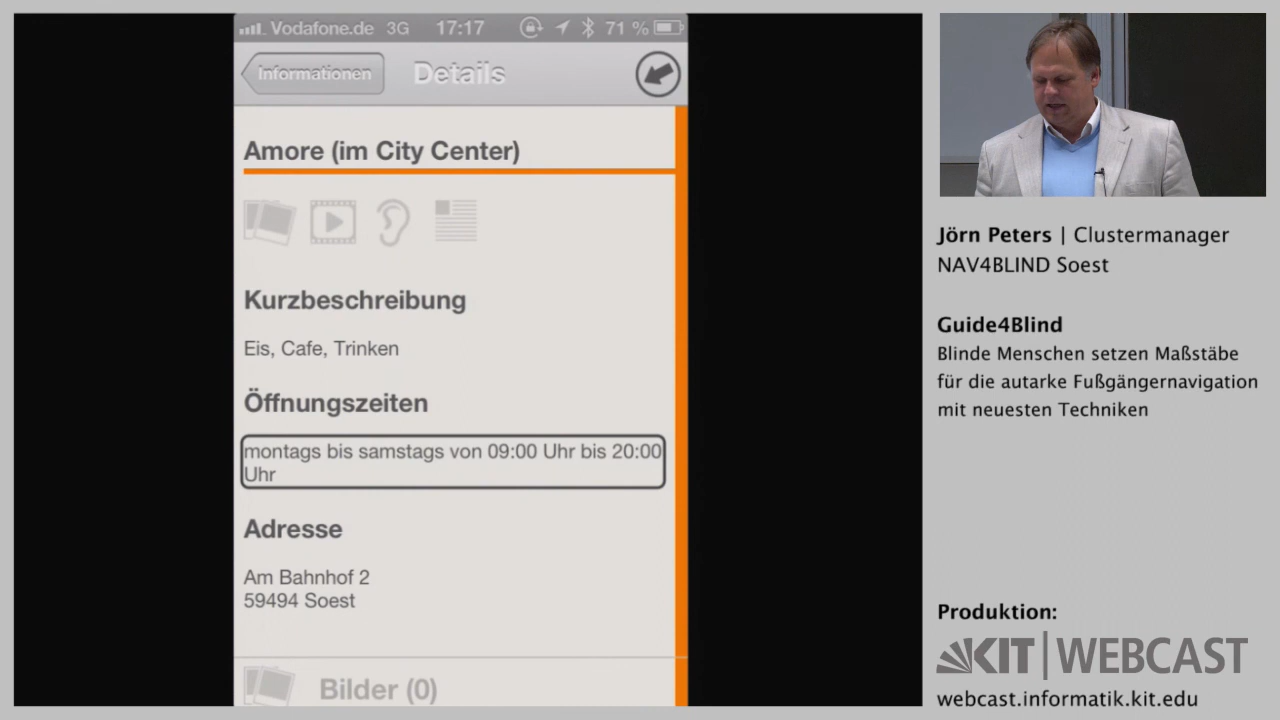 Vodafone.de 3G 17:17 71 %
Informationen
Details
Amore (im City Center)
Kurzbeschreibung
Eis, Cafe, Trinken
Öffnungszeiten
montags bis samstags von 09:00 Uhr bis 20:00
Uhr
Adresse
Am Bahnhof 2
59494 Soest
Bilder (0)
Jörn Peters | Clustermanager
NAV4BLIND Soest
Guide4Blind
Blinde Menschen setzen Maßstäbe
für die autarke Fußgängernavigation
mit neuesten Techniken
Produktion:
KIT | WEBCAST
webcast.informatik.kit.edu